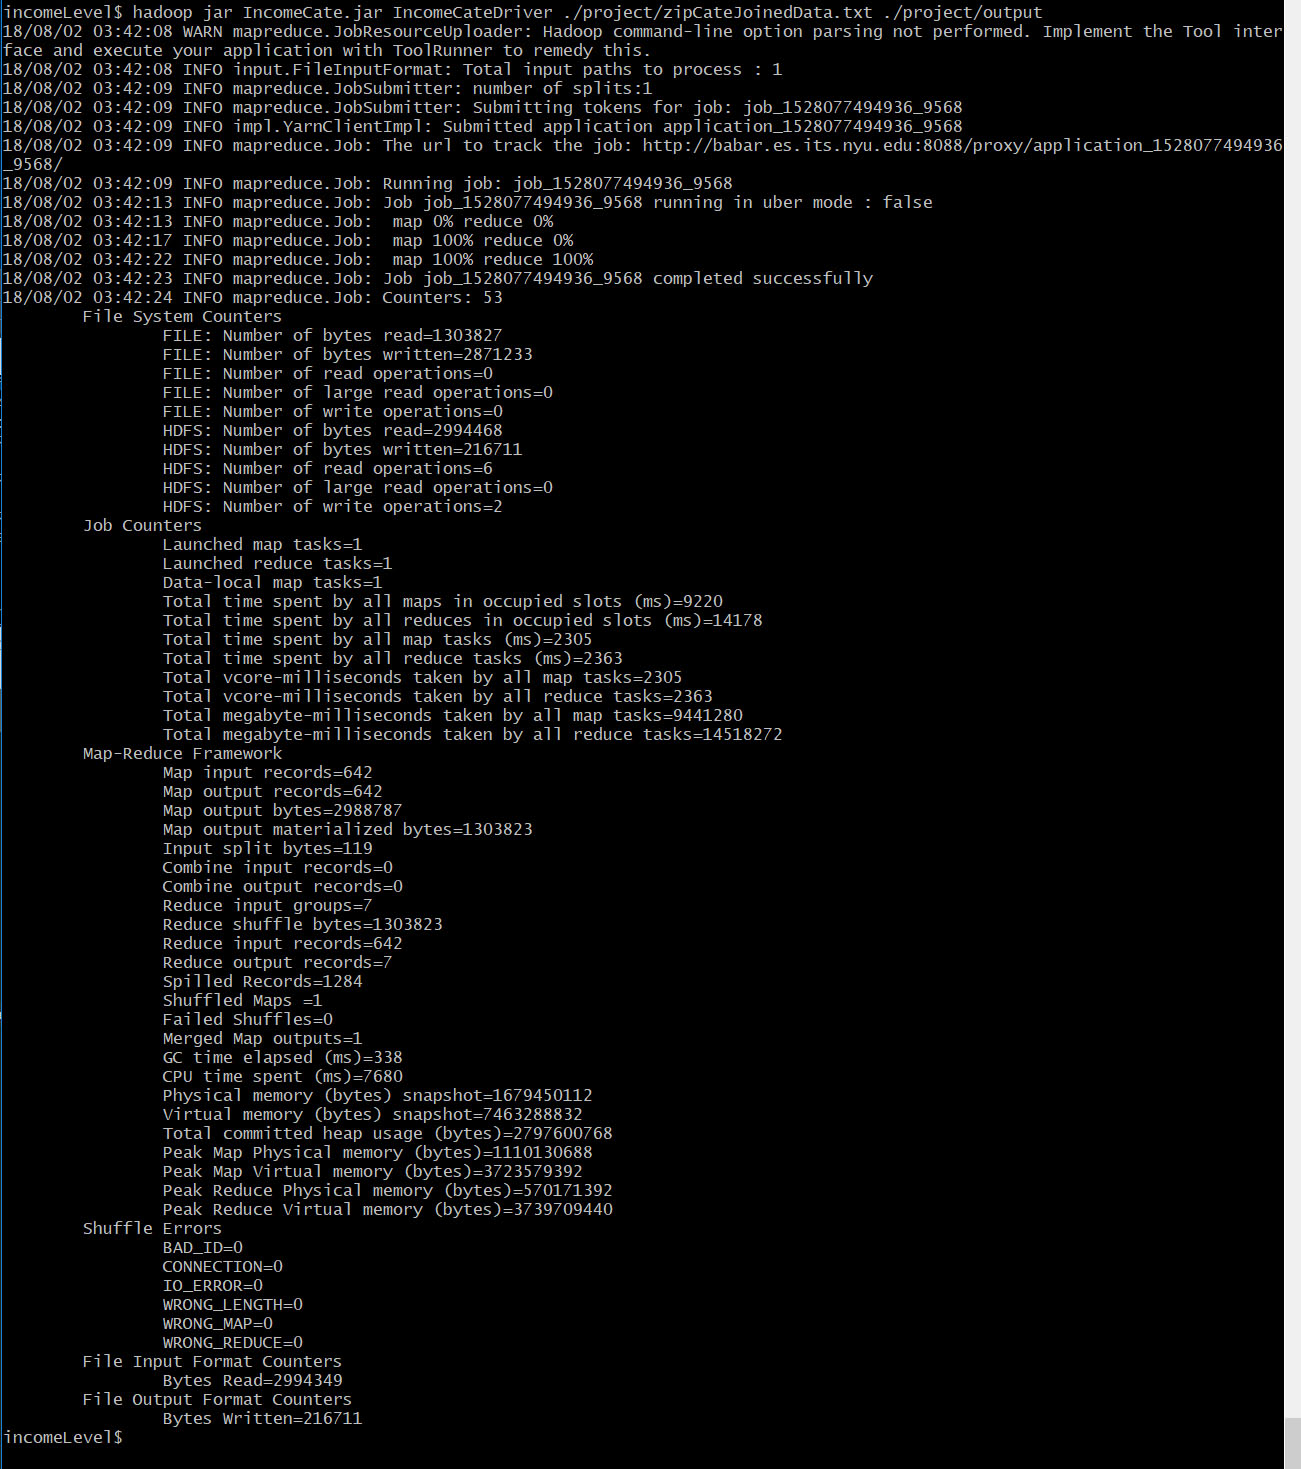 incomeLevel$ hadoop jar IncomeCate.jar IncomeCateDriver ./project/zipCateJoinedData.txt ./project/output
18/08/02 03:42:08 WARN mapreduce.JobResourceUploader: Hadoop command-line option parsing not performed. Implement the Tool inter
face and execute your application with ToolRunner to remedy this.
18/08/02 03:42:08 INFO input.FileInputFormat: Total input paths to process : 1
18/08/02 03:42:09 INFO mapreduce.JobSubmitter: number of splits:1
18/08/02 03:42:09 INFO mapreduce.JobSubmitter: Submitting tokens for job: job_1528077494936_9568
18/08/02 03:42:09 INFO impl.YarnClientImpl: Submitted application application_1528077494936_9568
18/08/02 03:42:09 INFO mapreduce.Job: The url to track the job: http://babar.es.its.nyu.edu:8088/proxy/application_1528077494936
_9568/
18/08/02 03:42:09 INFO mapreduce.Job: Running job: job_1528077494936_9568
18/08/02 03:42:13 INFO mapreduce.Job: Job job_1528077494936_9568 running in uber mode : false
18/08/02 03:42:13 INFO mapreduce.Job:  map 0% reduce 0%
18/08/02 03:42:17 INFO mapreduce.Job:  map 100% reduce 0%
18/08/02 03:42:22 INFO mapreduce.Job:  map 100% reduce 100%
18/08/02 03:42:23 INFO mapreduce.Job: Job job_1528077494936_9568 completed successfully
18/08/02 03:42:24 INFO mapreduce.Job: Counters: 53
File System Counters
FILE: Number of bytes read=1303827
FILE: Number of bytes written=2871233
FILE: Number of read operations=0
FILE: Number of large read operations=0
FILE: Number of write operations=0
HDFS: Number of bytes read=2994468
HDFS: Number of bytes written=216711
HDFS: Number of read operations=6
HDFS: Number of large read operations=0
HDFS: Number of write operations=2
Job Counters
Launched map tasks=1
Launched reduce tasks=1
Data-local map tasks=1
Total time spent by all maps in occupied slots (ms)=9220
Total time spent by all reduces in occupied slots (ms)=14178
Total time spent by all map tasks (ms)=2305
Total time spent by all reduce tasks (ms)=2363
Total vcore-milliseconds taken by all map tasks=2305
Total vcore-milliseconds taken by all reduce tasks=2363
Total megabyte-milliseconds taken by all map tasks=9441280
Total megabyte-milliseconds taken by all reduce tasks=14518272
Map-Reduce Framework
Map input records=642
Map output records=642
Map output bytes=2988787
Map output materialized bytes=1303823
Input split bytes=119
Combine input records=0
Combine output records=0
Reduce input groups=7
Reduce shuffle bytes=1303823
Reduce input records=642
Reduce output records=7
Spilled Records=1284
Shuffled Maps =1
Failed Shuffles=0
Merged Map outputs=1
GC time elapsed (ms)=338
CPU time spent (ms)=7680
Physical memory (bytes) snapshot=1679450112
Virtual memory (bytes) snapshot=7463288832
Total committed heap usage (bytes)=2797600768
Peak Map Physical memory (bytes)=1110130688
Peak Map Virtual memory (bytes)=3723579392
Peak Reduce Physical memory (bytes)=570171392
Peak Reduce Virtual memory (bytes)=3739709440
Shuffle Errors
BAD_ID=0
CONNECTION=0
IO_ERROR=0
WRONG_LENGTH=0
WRONG_MAP=0
WRONG_REDUCE=0
File Input Format Counters
Bytes Read=2994349
File Output Format Counters
Bytes Written=216711
incomeLevel$